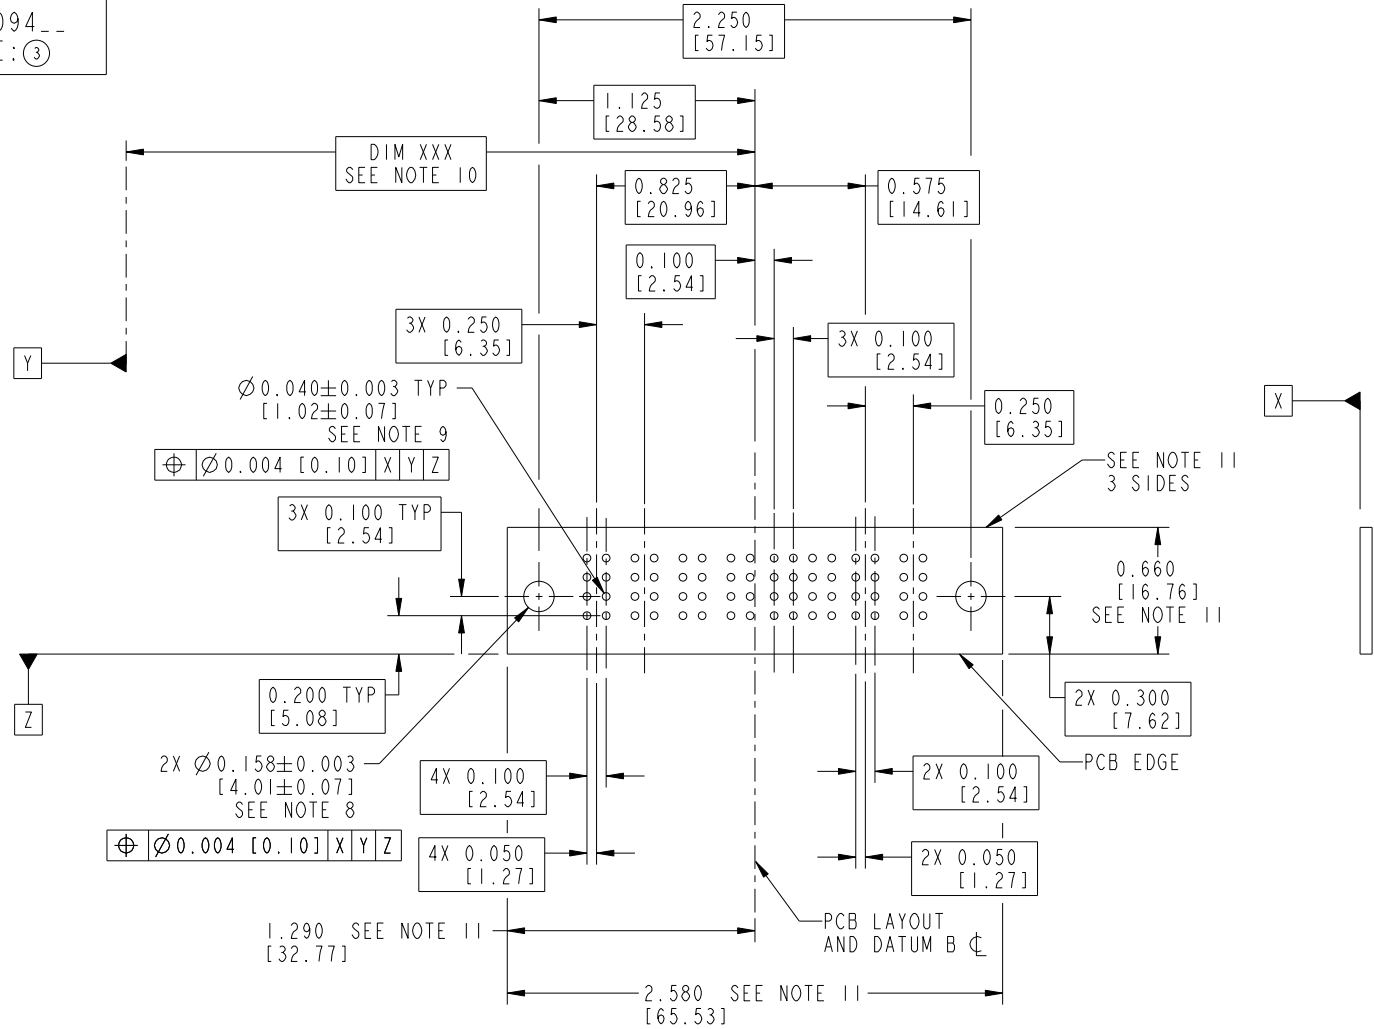 094__
E:③
2.250
[57.15]
1.125
[28.58]
DIM XXX
SEE NOTE 10
0.825
[20.96]
0.575
[14.61]
0.100
[2.54]
3X 0.250
[6.35]
3X 0.100
[2.54]
Y
Ø0.040±0.003 TYP
[1.02±0.07]
SEE NOTE 9
⌖ Ø0.004 [0.10] X Y Z
0.250
[6.35]
X
SEE NOTE 11
3 SIDES
3X 0.100 TYP
[2.54]
0.660
[16.76]
SEE NOTE 11
0.200 TYP
[5.08]
Z
2X 0.300
[7.62]
2X Ø0.158±0.003
[4.01±0.07]
SEE NOTE 8
⌖ Ø0.004 [0.10] X Y Z
PCB EDGE
4X 0.100
[2.54]
2X 0.100
[2.54]
4X 0.050
[1.27]
2X 0.050
[1.27]
1.290 SEE NOTE 11
[32.77]
PCB LAYOUT
AND DATUM B ℄
2.580 SEE NOTE 11
[65.53]